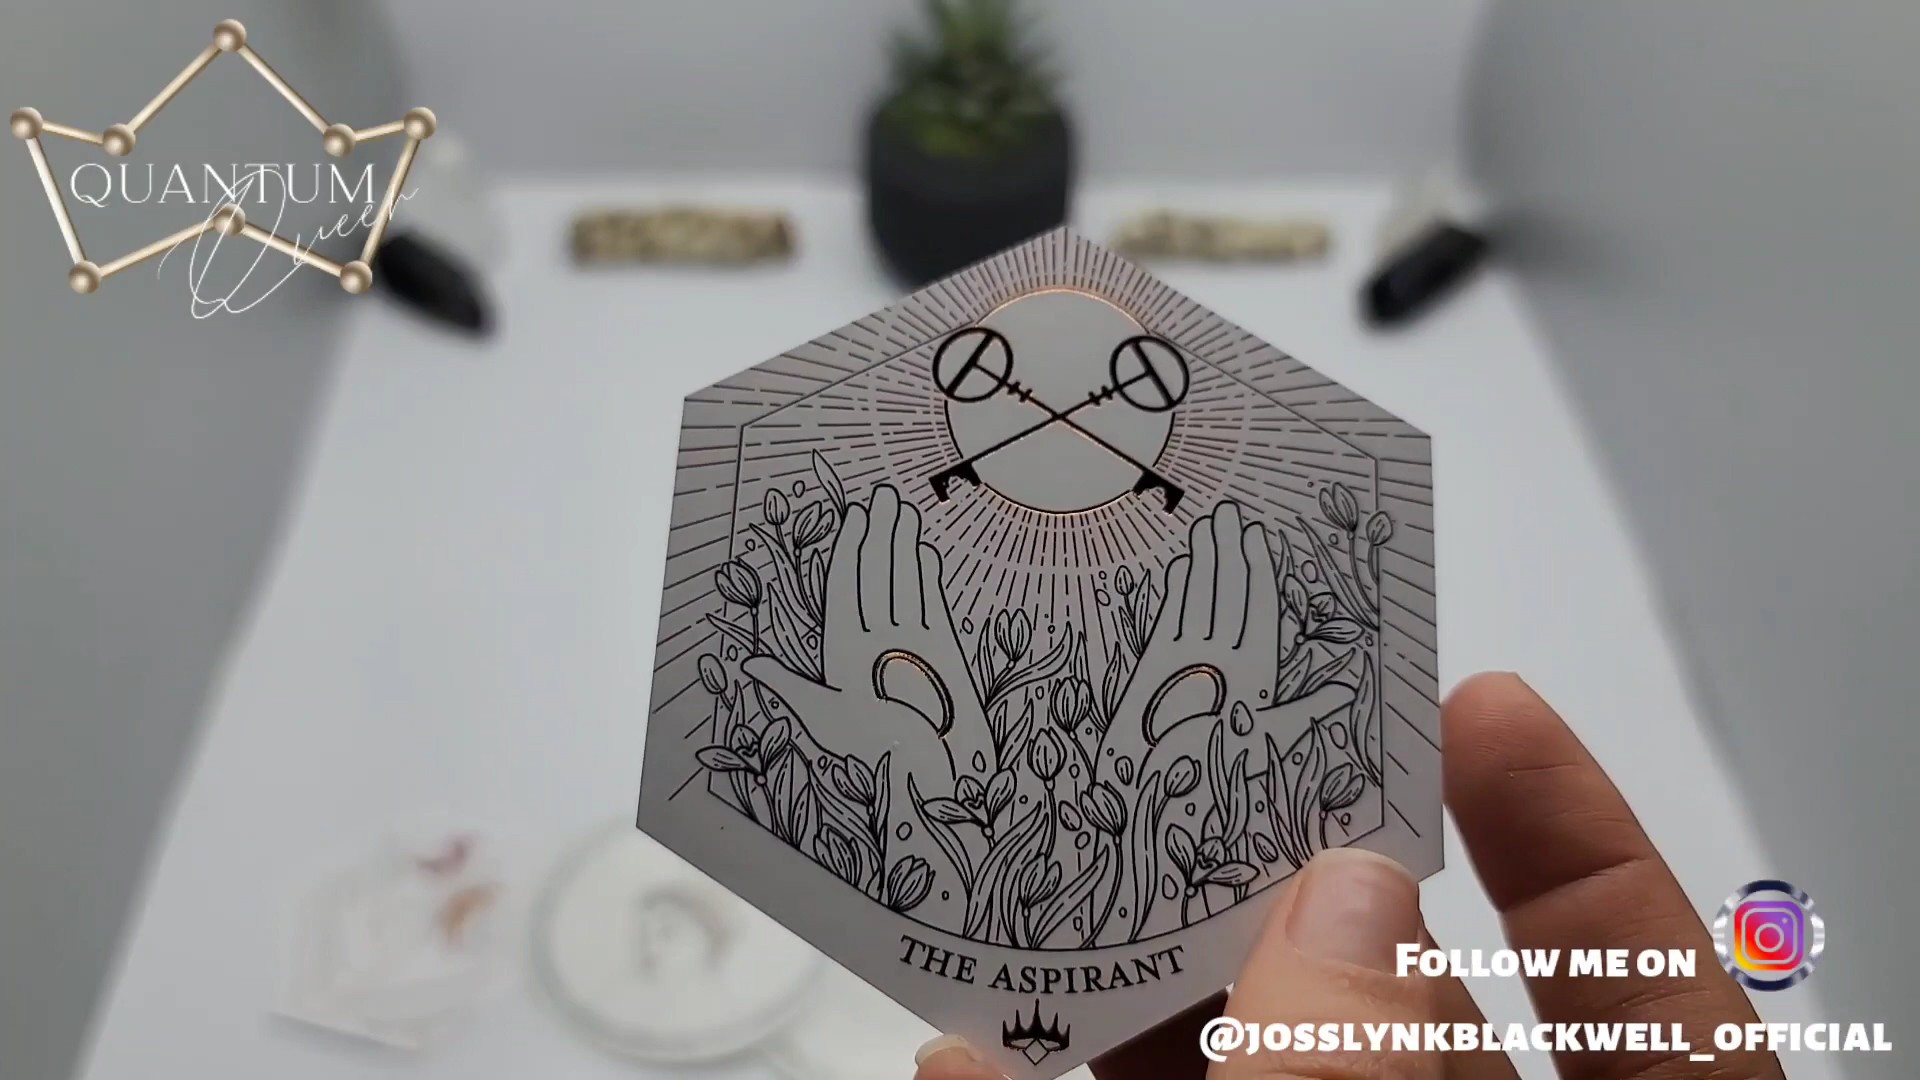 QUANTUM
Queen
THE ASPIRANT
FOLLOW ME ON
@JOSSLYNKBLACKWELL_OFFICIAL